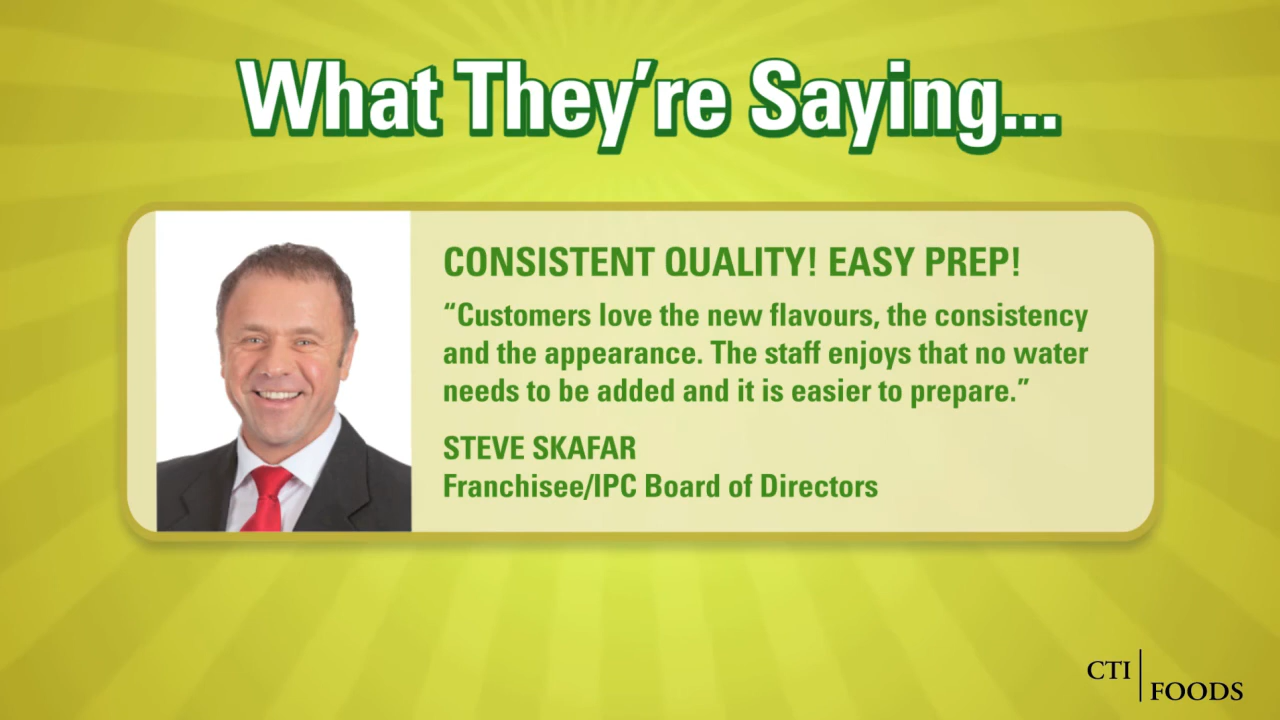 What They’re Saying...
CONSISTENT QUALITY! EASY PREP!
“Customers love the new flavours, the consistency
and the appearance. The staff enjoys that no water
needs to be added and it is easier to prepare.”
STEVE SKAFAR
Franchisee/IPC Board of Directors
CTI
FOODS